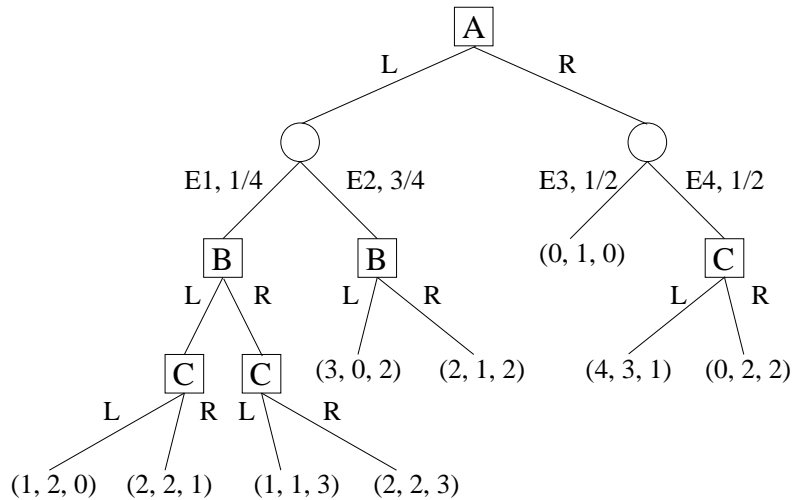 A
L R
E1, 1/4 E2, 3/4 E3, 1/2 E4, 1/2
B B (0, 1, 0) C
L R L R L R
C C (3, 0, 2) (2, 1, 2) (4, 3, 1) (0, 2, 2)
L R L R
(1, 2, 0) (2, 2, 1) (1, 1, 3) (2, 2, 3)